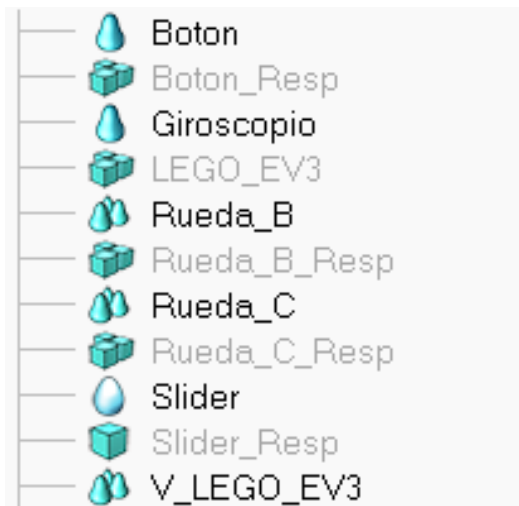 Boton
Boton_Resp
Giroscopio
LEGO_EV3
Rueda_B
Rueda_B_Resp
Rueda_C
Rueda_C_Resp
Slider
Slider_Resp
V_LEGO_EV3